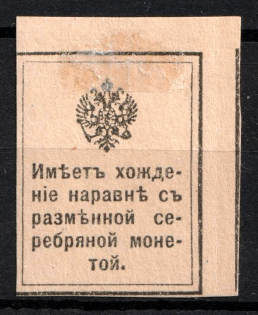 Имѣетъ хожде-
ніе наравнѣ съ
размѣнной се-
ребряной моне-
той.